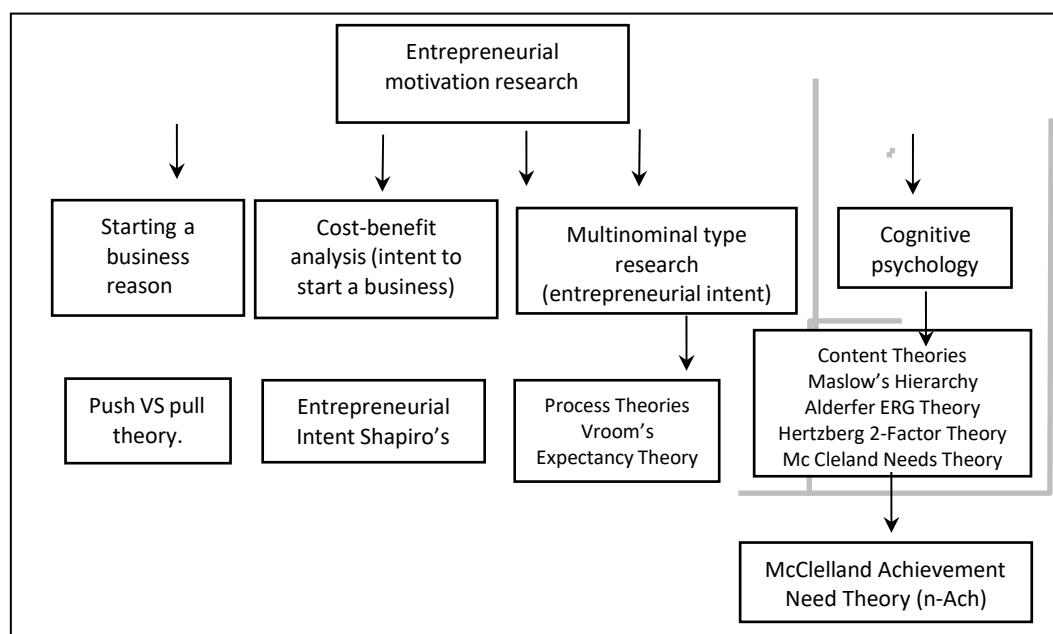 Entrepreneurial
motivation research
Starting a
business
reason
Cost-benefit
analysis (intent to
start a business)
Multinominal type
research
(entrepreneurial intent)
Cognitive
psychology
Push VS pull
theory.
Entrepreneurial
Intent Shapiro’s
Process Theories
Vroom’s
Expectancy Theory
Content Theories
Maslow’s Hierarchy
Alderfer ERG Theory
Hertzberg 2-Factor Theory
Mc Cleland Needs Theory
McClelland Achievement
Need Theory (n-Ach)